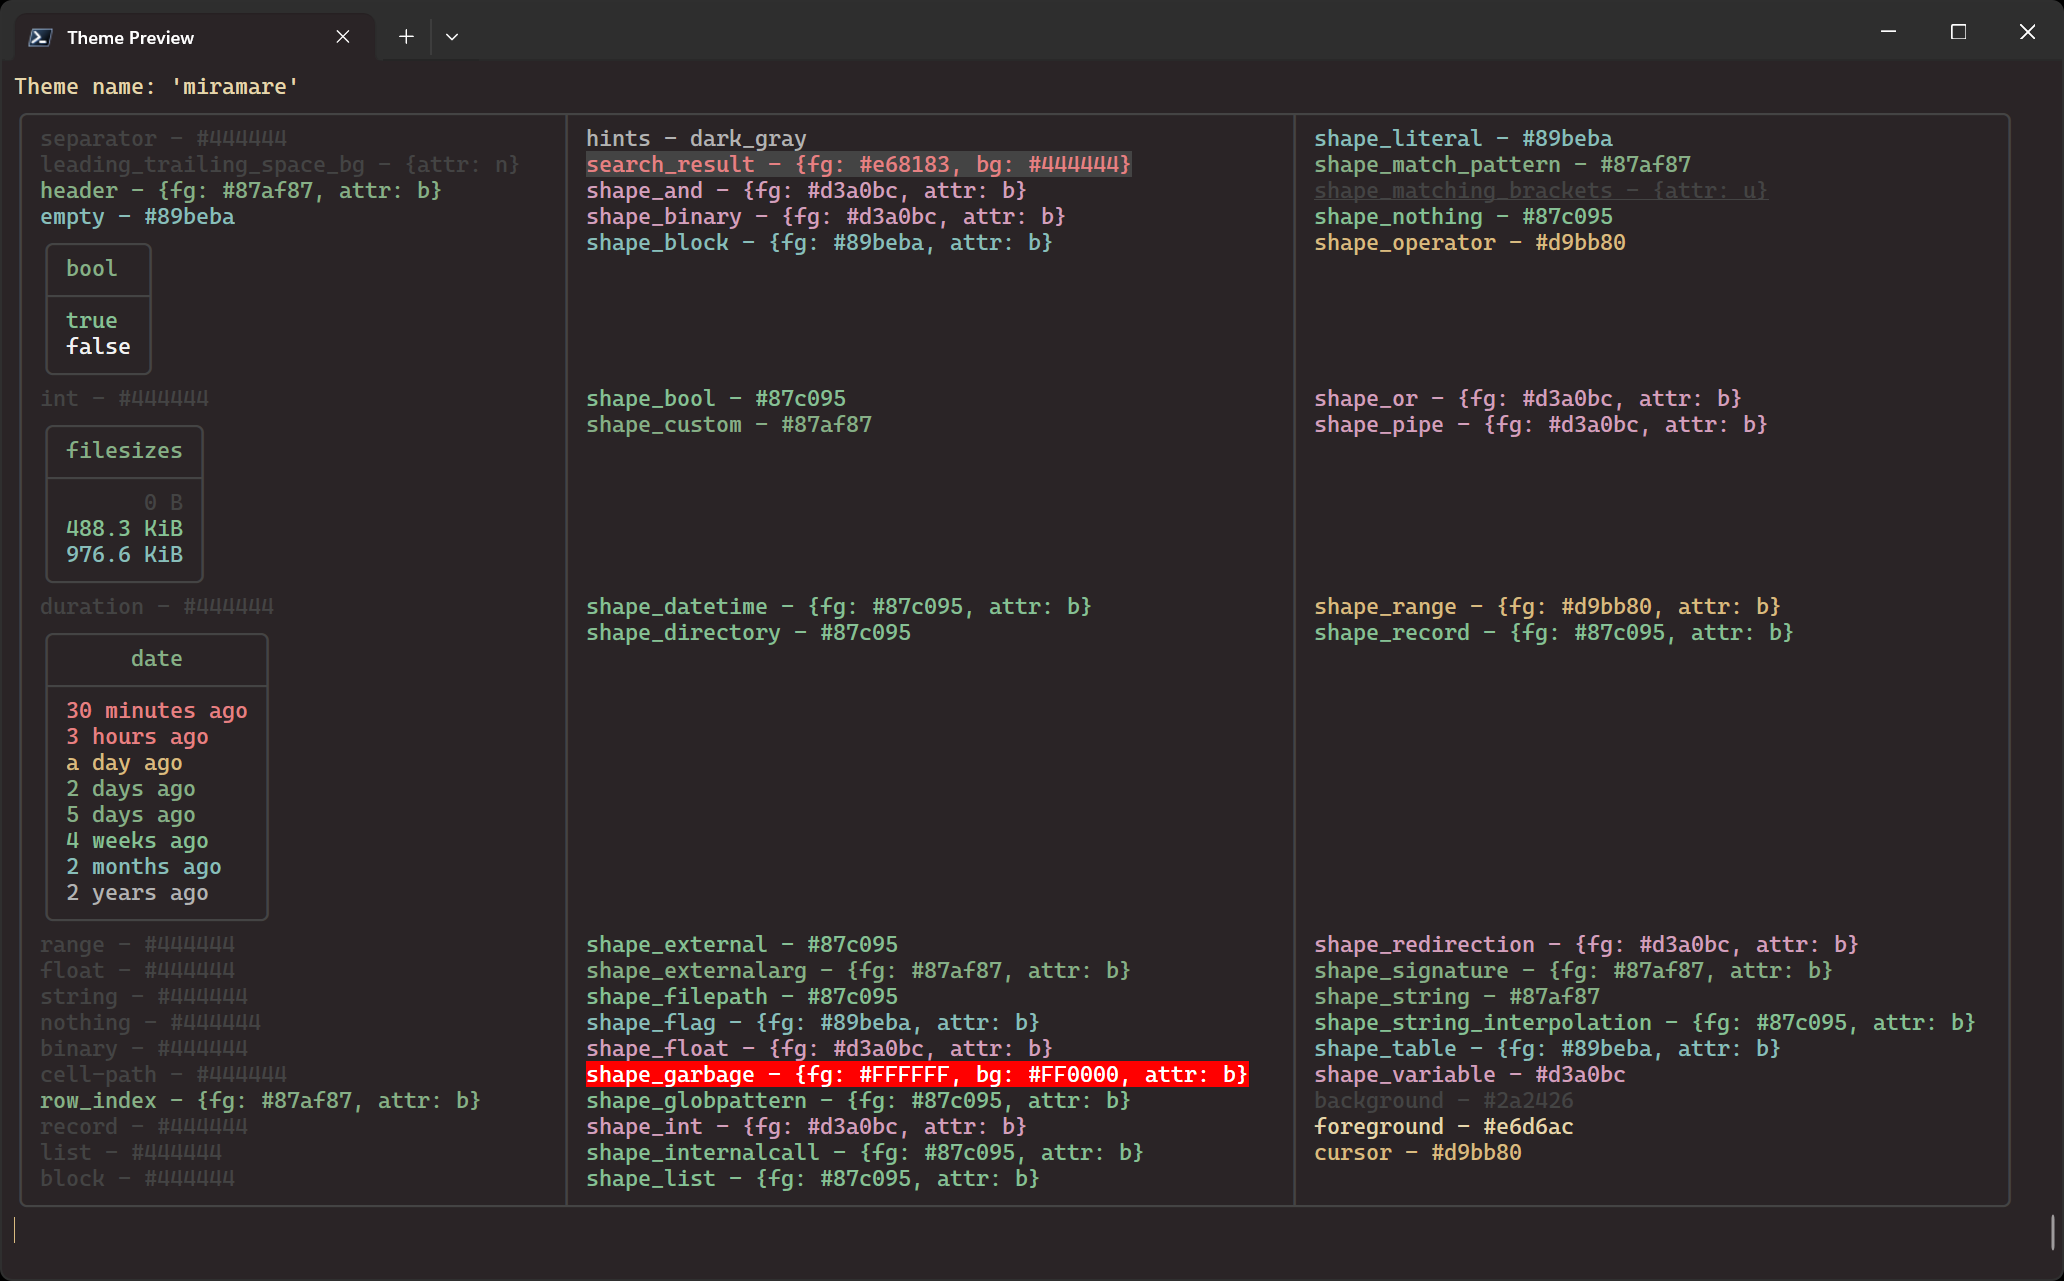 Theme Preview
Theme name: 'miramare'
separator - #444444
leading_trailing_space_bg - {attr: n}
header - {fg: #87af87, attr: b}
empty - #89beba
bool
true
false
int - #444444
filesizes
0 B
488.3 KiB
976.6 KiB
duration - #444444
date
30 minutes ago
3 hours ago
a day ago
2 days ago
5 days ago
4 weeks ago
2 months ago
2 years ago
range - #444444
float - #444444
string - #444444
nothing - #444444
binary - #444444
cell-path - #444444
row_index - {fg: #87af87, attr: b}
record - #444444
list - #444444
block - #444444
hints - dark_gray
search_result - {fg: #e68183, bg: #444444}
shape_and - {fg: #d3a0bc, attr: b}
shape_binary - {fg: #d3a0bc, attr: b}
shape_block - {fg: #89beba, attr: b}
shape_bool - #87c095
shape_custom - #87af87
shape_datetime - {fg: #87c095, attr: b}
shape_directory - #87c095
shape_external - #87c095
shape_externalarg - {fg: #87af87, attr: b}
shape_filepath - #87c095
shape_flag - {fg: #89beba, attr: b}
shape_float - {fg: #d3a0bc, attr: b}
shape_garbage - {fg: #FFFFFF, bg: #FF0000, attr: b}
shape_globpattern - {fg: #87c095, attr: b}
shape_int - {fg: #d3a0bc, attr: b}
shape_internalcall - {fg: #87c095, attr: b}
shape_list - {fg: #87c095, attr: b}
shape_literal - #89beba
shape_match_pattern - #87af87
shape_matching_brackets - {attr: u}
shape_nothing - #87c095
shape_operator - #d9bb80
shape_or - {fg: #d3a0bc, attr: b}
shape_pipe - {fg: #d3a0bc, attr: b}
shape_range - {fg: #d9bb80, attr: b}
shape_record - {fg: #87c095, attr: b}
shape_redirection - {fg: #d3a0bc, attr: b}
shape_signature - {fg: #87af87, attr: b}
shape_string - #87af87
shape_string_interpolation - {fg: #87c095, attr: b}
shape_table - {fg: #89beba, attr: b}
shape_variable - #d3a0bc
background - #2a2426
foreground - #e6d6ac
cursor - #d9bb80